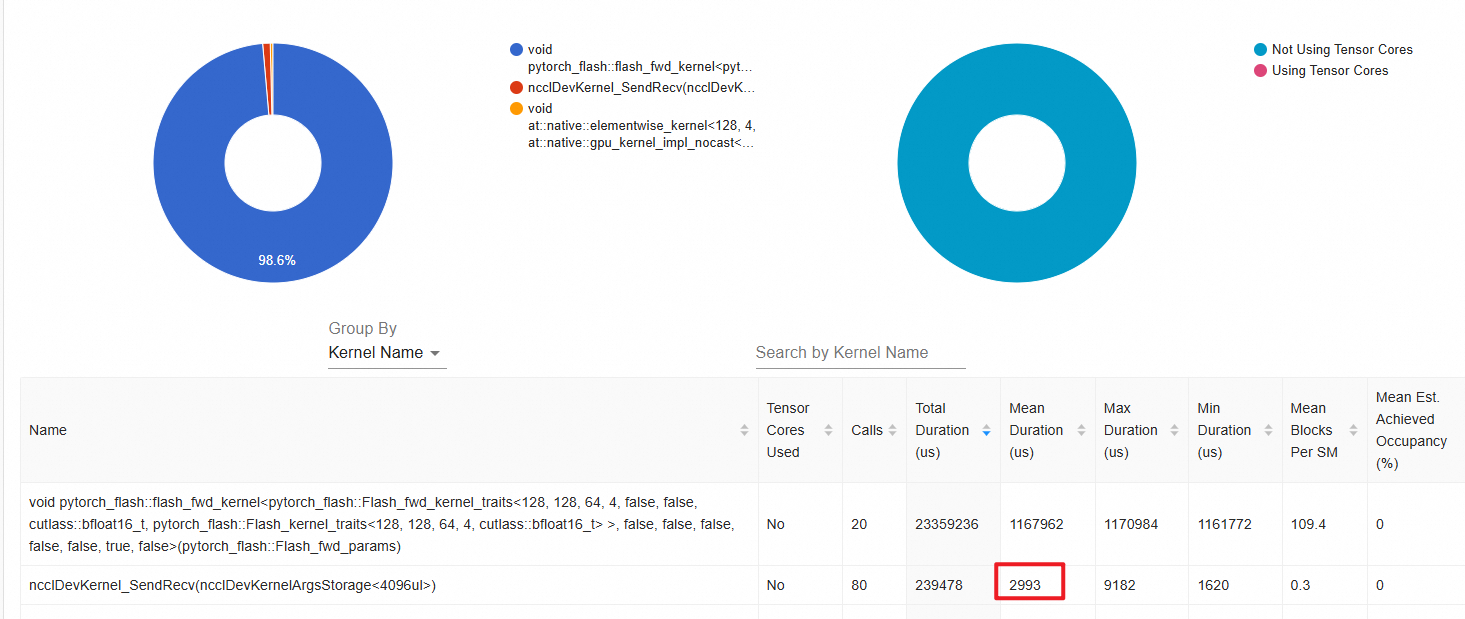 void
pytorch_flash::flash_fwd_kernel<pyt...
ncclDevKernel_SendRecv(ncclDevK...
void
at::native::elementwise_kernel<128, 4,
at::native::gpu_kernel_impl_nocast<...
98.6%
Not Using Tensor Cores
Using Tensor Cores
Group By
Kernel Name
Search by Kernel Name
Name
Tensor
Cores
Used
Calls
Total
Duration
(us)
Mean
Duration
(us)
Max
Duration
(us)
Min
Duration
(us)
Mean
Blocks
Per SM
Mean Est.
Achieved
Occupancy
(%)
void pytorch_flash::flash_fwd_kernel<pytorch_flash::Flash_fwd_kernel_traits<128, 128, 64, 4, false, false,
cutlass::bfloat16_t, pytorch_flash::Flash_kernel_traits<128, 128, 64, 4, cutlass::bfloat16_t> >, false, false, false,
false, false, true, false>(pytorch_flash::Flash_fwd_params)
No
20
23359236
1167962
1170984
1161772
109.4
0
ncclDevKernel_SendRecv(ncclDevKernelArgsStorage<4096ul>)
No
80
239478
2993
9182
1620
0.3
0